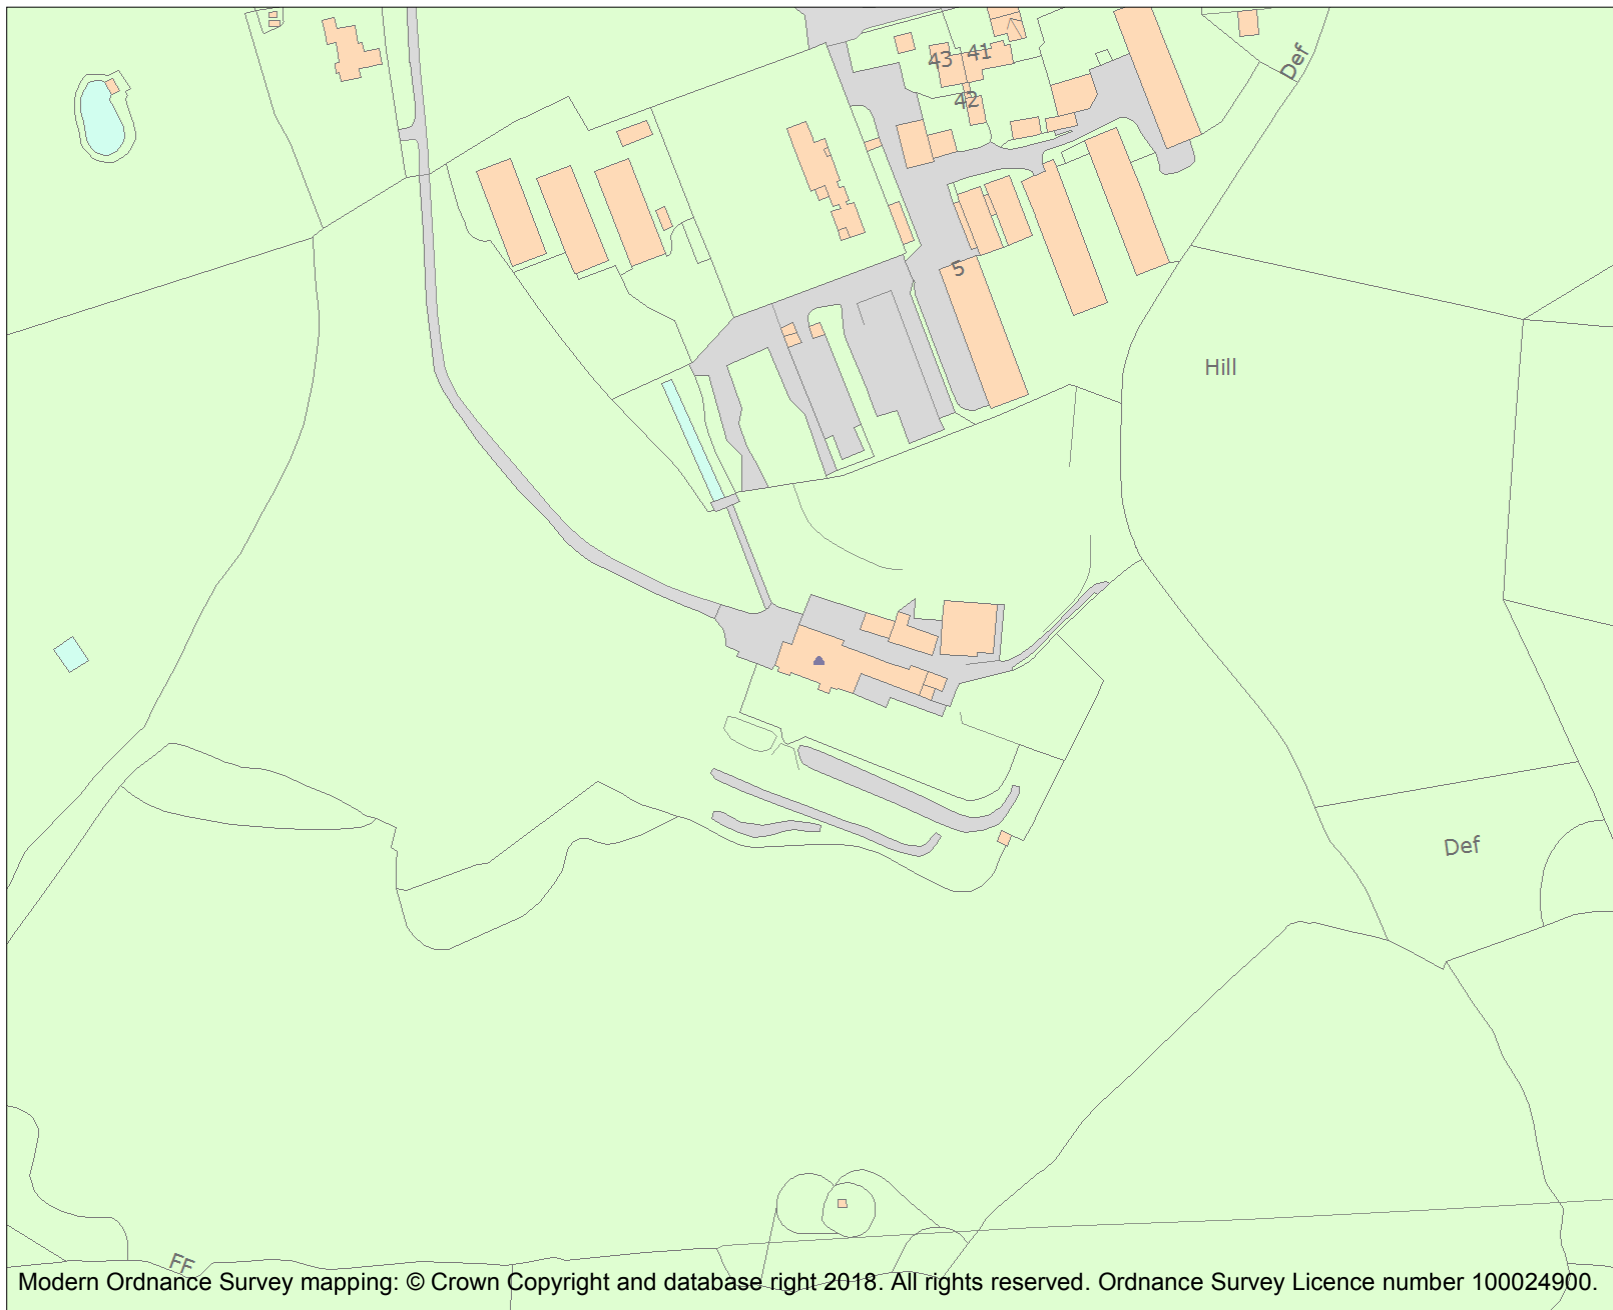 43 41
Def
42
5
Hill
Def
FF
Modern Ordnance Survey mapping: © Crown Copyright and database right 2018. All rights reserved. Ordnance Survey Licence number 100024900.